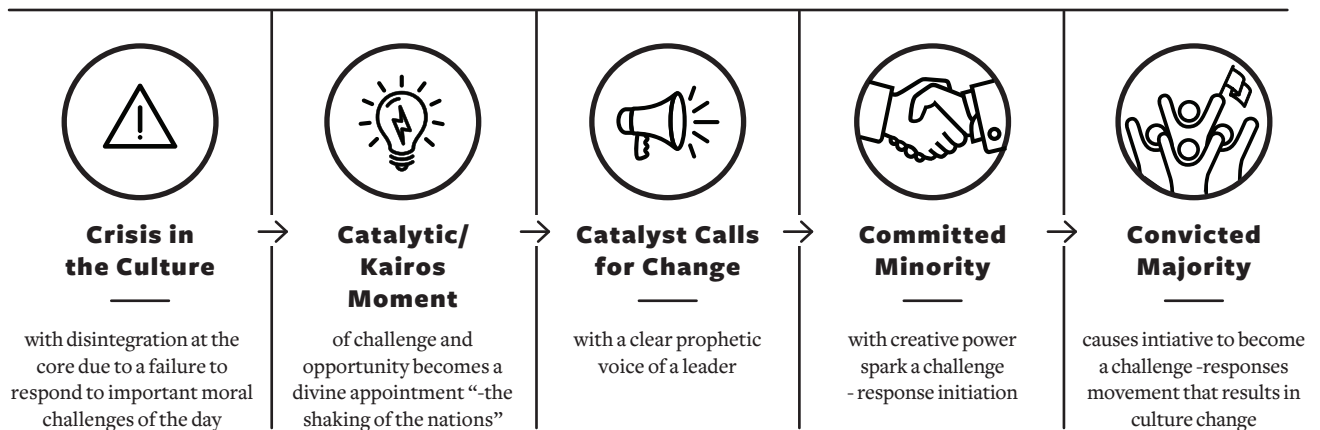 Crisis in
the Culture
with disintegration at the
core due to a failure to
respond to important moral
challenges of the day
Catalytic/
Kairos
Moment
of challenge and
opportunity becomes a
divine appointment “-the
shaking of the nations”
Catalyst Calls
for Change
with a clear prophetic
voice of a leader
Committed
Minority
with creative power
spark a challenge
- response initiation
Convicted
Majority
causes intiative to become
a challenge -responses
movement that results in
culture change